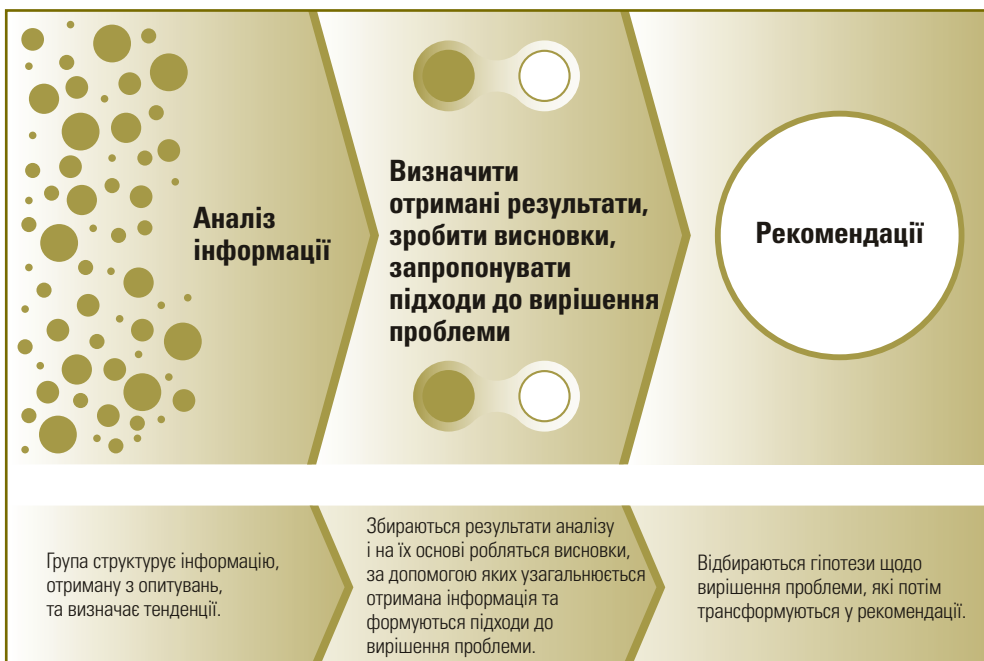 Аналіз
інформації
Визначити
отримані результати,
зробити висновки,
запропонувати
підходи до вирішення
проблеми
Рекомендації
Група структурує інформацію,
отриману з опитувань,
та визначає тенденції.
Збираються результати аналізу
і на їх основі робляться висновки,
за допомогою яких узагальнюється
отримана інформація та
формуються підходи до
вирішення проблеми.
Відбираються гіпотези щодо
вирішення проблеми, які потім
трансформуються у рекомендації.